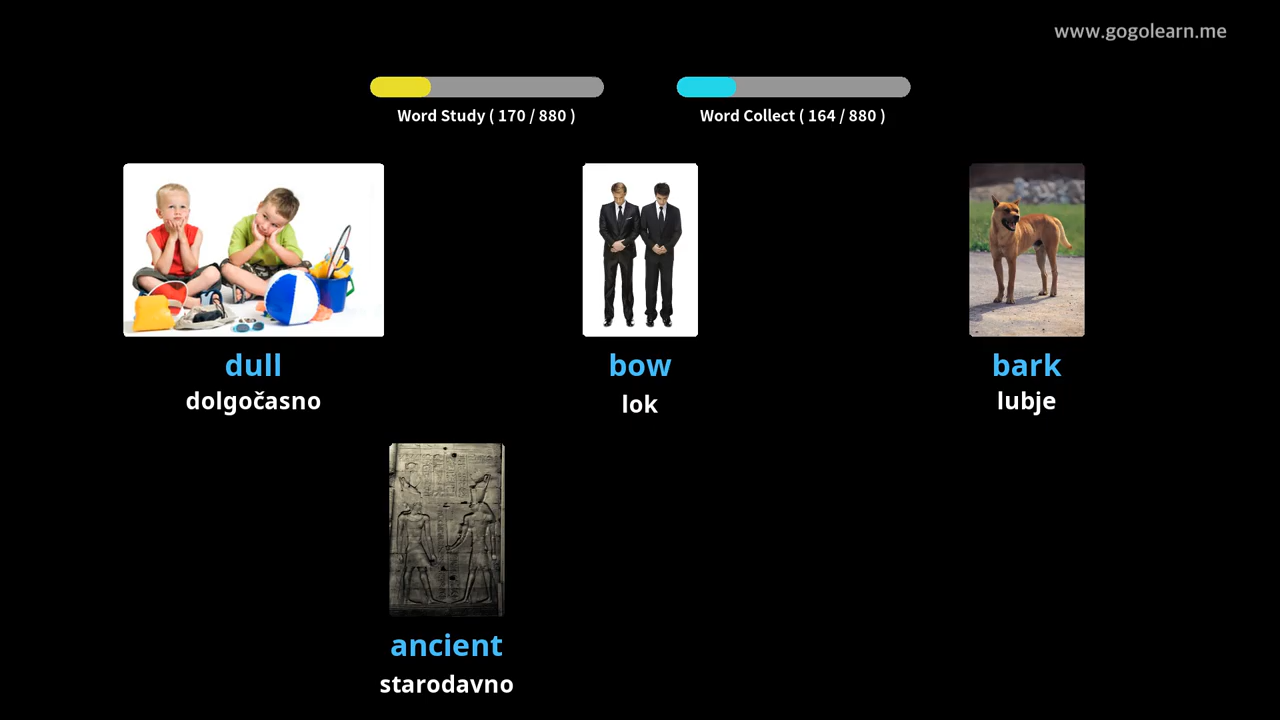 www.gogolearn.me
Word Study ( 170 / 880 )
Word Collect ( 164 / 880 )
dull
dolgočasno
bow
lok
bark
lubje
ancient
starodavno